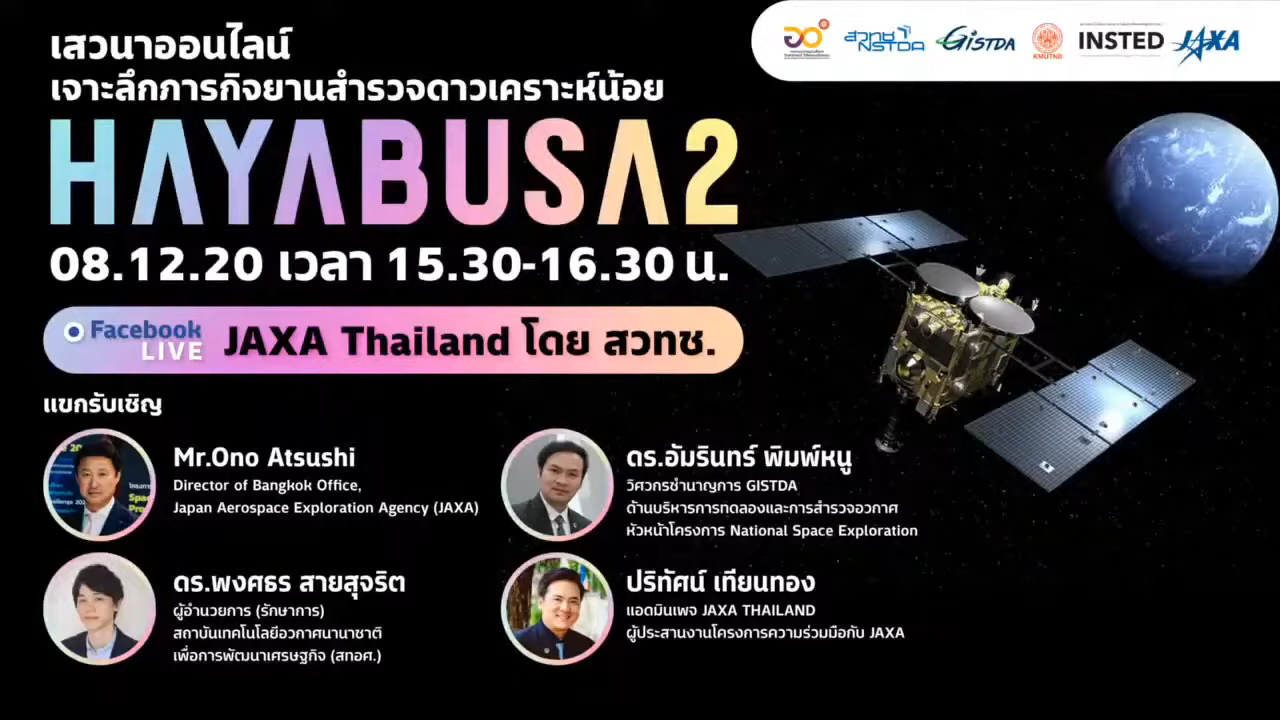 เสวนาออนไลน์
เจาะลึกภารกิจยานสำรวจดาวเคราะห์น้อย
HAYABUSA2
08.12.20 เวลา 15.30-16.30 น.
Facebook LIVE JAXA Thailand โดย สวทช.
อว
สวทช NSTDA
GISTDA
KMUTNB
INSTED
JAXA
แขกรับเชิญ
Mr.Ono Atsushi
Director of Bangkok Office,
Japan Aerospace Exploration Agency (JAXA)
ดร.อัมรินทร์ พิมพ์หนู
วิศวกรชำนาญการ GISTDA
ด้านบริหารการทดลองและการสำรวจอวกาศ
หัวหน้าโครงการ National Space Exploration
ดร.พงศธร สายสุจริต
ผู้อำนวยการ (รักษาการ)
สถาบันเทคโนโลยีอวกาศนานาชาติ
เพื่อการพัฒนาเศรษฐกิจ (สทอศ.)
ปริทัศน์ เทียนทอง
แอดมินเพจ JAXA THAILAND
ผู้ประสานงานโครงการความร่วมมือกับ JAXA